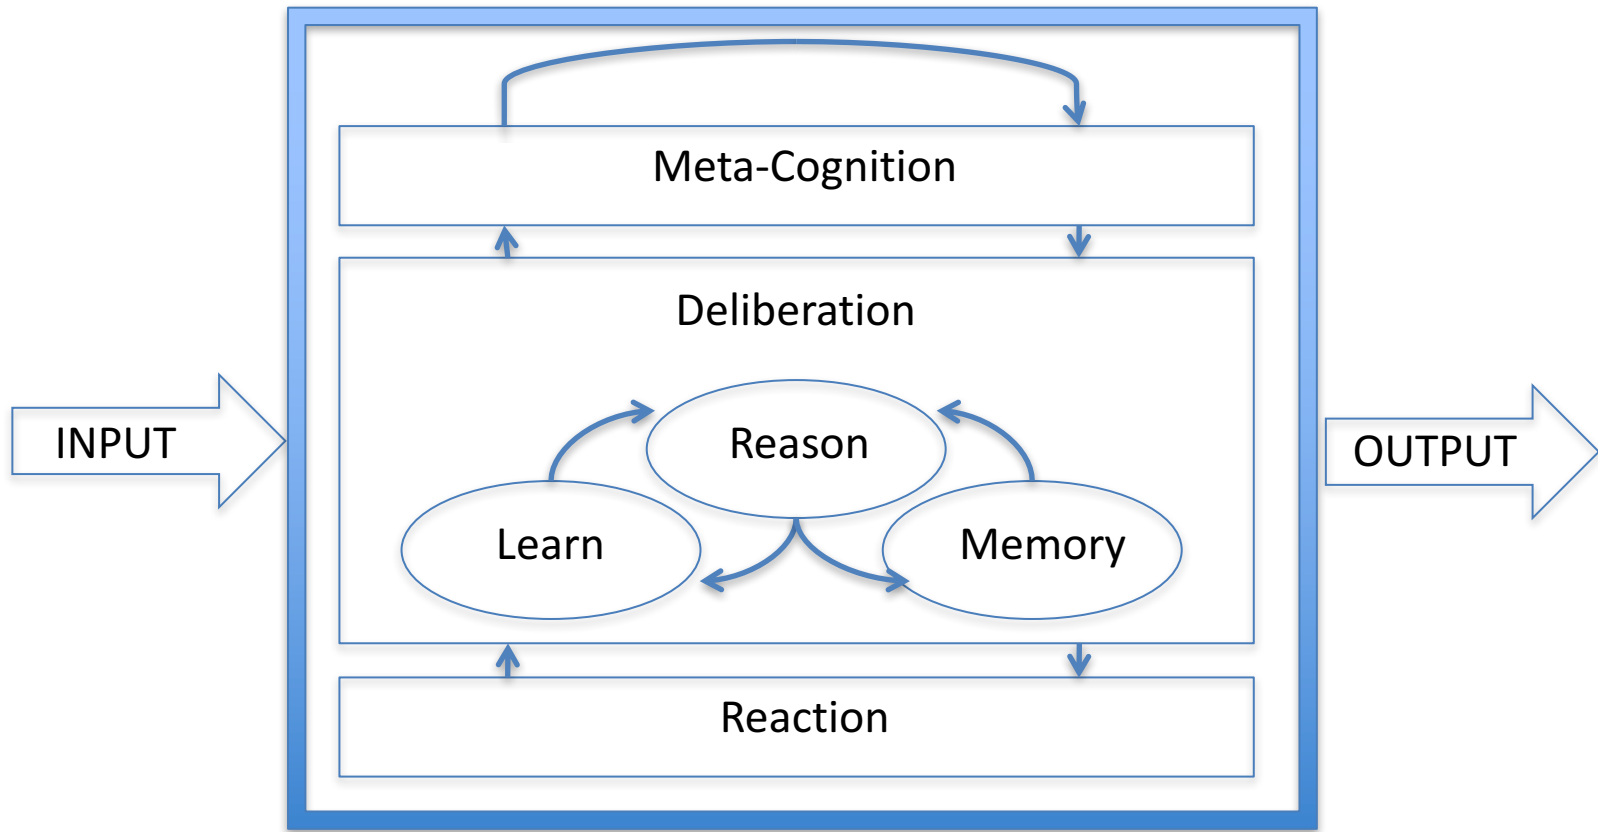 Meta-Cognition
Deliberation
INPUT
Reason
OUTPUT
Learn
Memory
Reaction